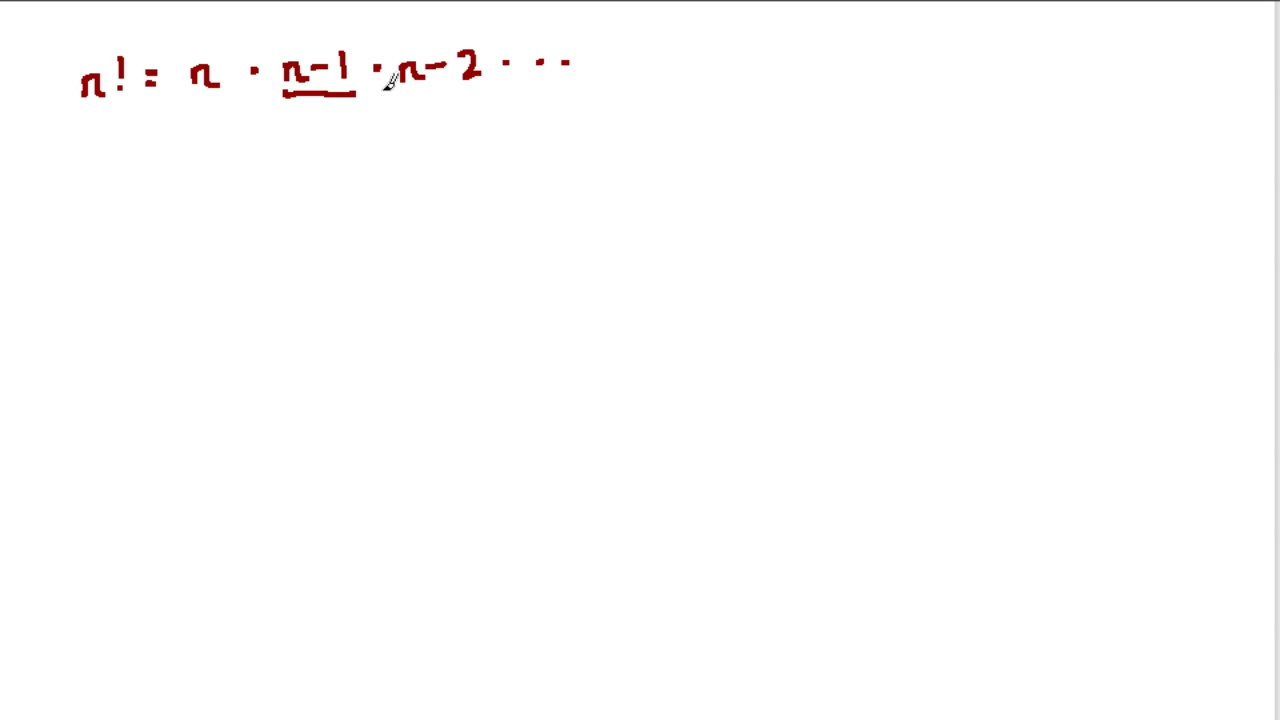 n! = n · n-1 · n-2 · · ·